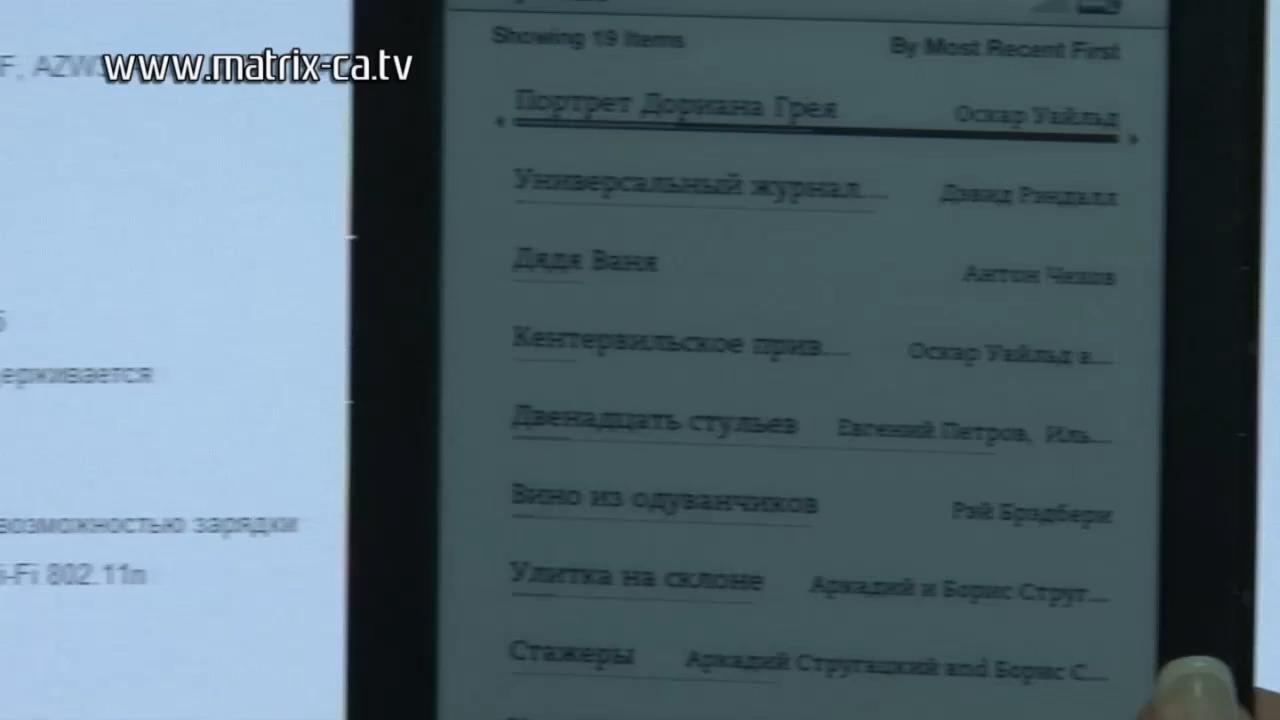 www.matrix-ca.tv
Showing 19 Items By Most Recent First
Портрет Дориана Грея Оскар Уайльд
Универсальный журнал... Дэвид Рэндалл
Дядя Ваня Антон Чехов
Кентервильское прив... Оскар Уайльд a...
Двенадцать стульев Евгений Петров, Иль...
Вино из одуванчиков Рэй Брэдбери
Улитка на склоне Аркадий и Борис Струг...
Стажеры Аркадий Стругацкий and Борис С...
F, AZW3
ерживается
возможностью зарядки
i-Fi 802.11n